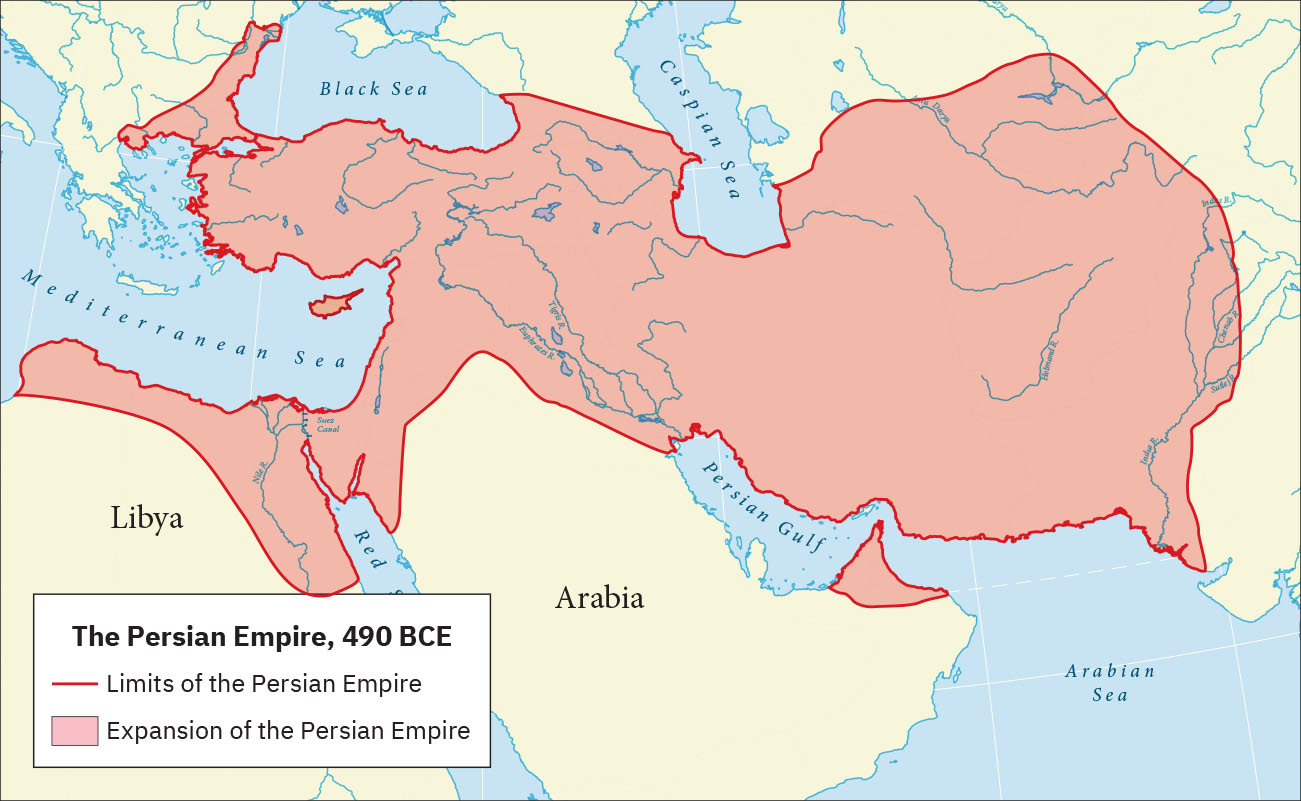 Black Sea
Caspian Sea
Amu Darya
Indus R.
Mediterranean Sea
Tigris R.
Euphrates R.
Chenab R.
Helmand R.
Sutlej R.
Suez
Canal
Nile R.
Indus R.
Persian Gulf
Libya
Red
Arabia
Arabian
Sea
The Persian Empire, 490 BCE
Limits of the Persian Empire
Expansion of the Persian Empire